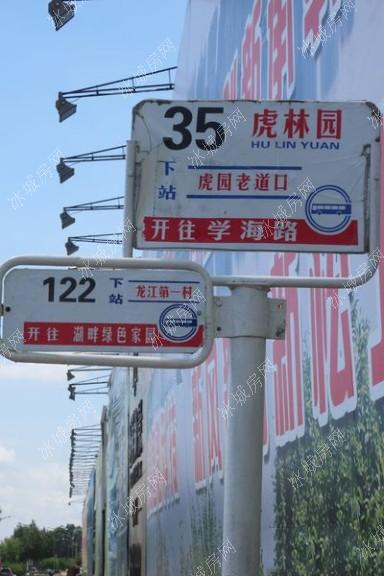 35 虎林园
HU LIN YUAN
下站 虎园老道口
开往学海路
122 下站 龙江第一村
开往 湖畔绿色家园
冰城房网